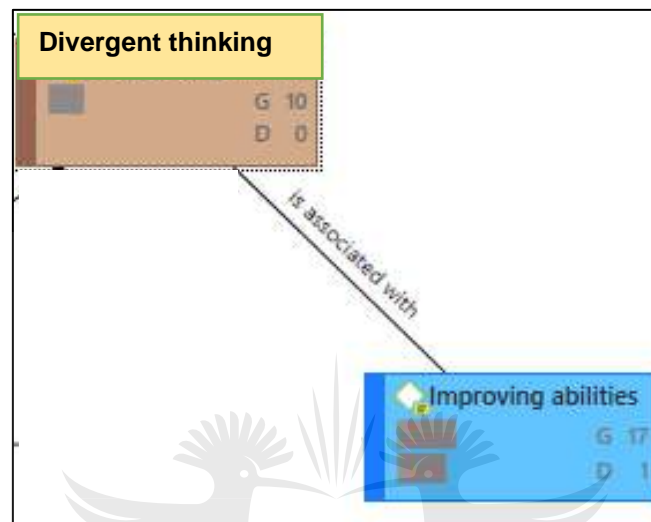 Divergent thinking
G 10
D 0
is associated with
Improving abilities
G 17
D 1